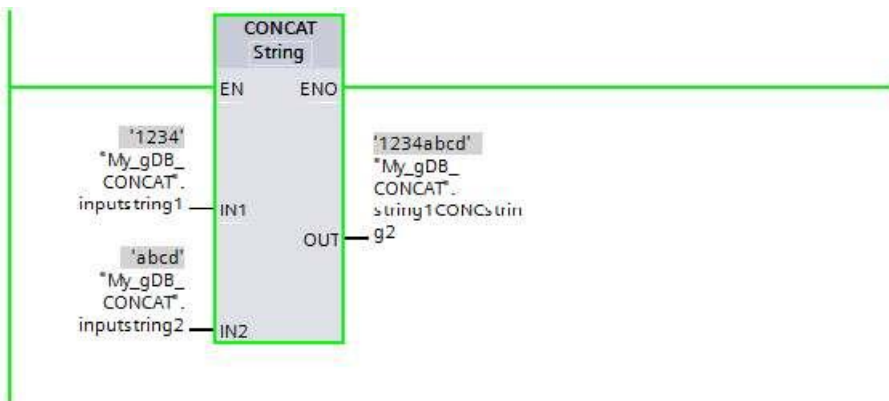 CONCAT
String
EN ENO
'1234'
"My_gDB_
CONCAT".
inputstring1
IN1
'1234abcd'
"My_gDB_
CONCAT".
string1CONCstrin
g2
OUT
'abcd'
"My_gDB_
CONCAT".
inputstring2
IN2